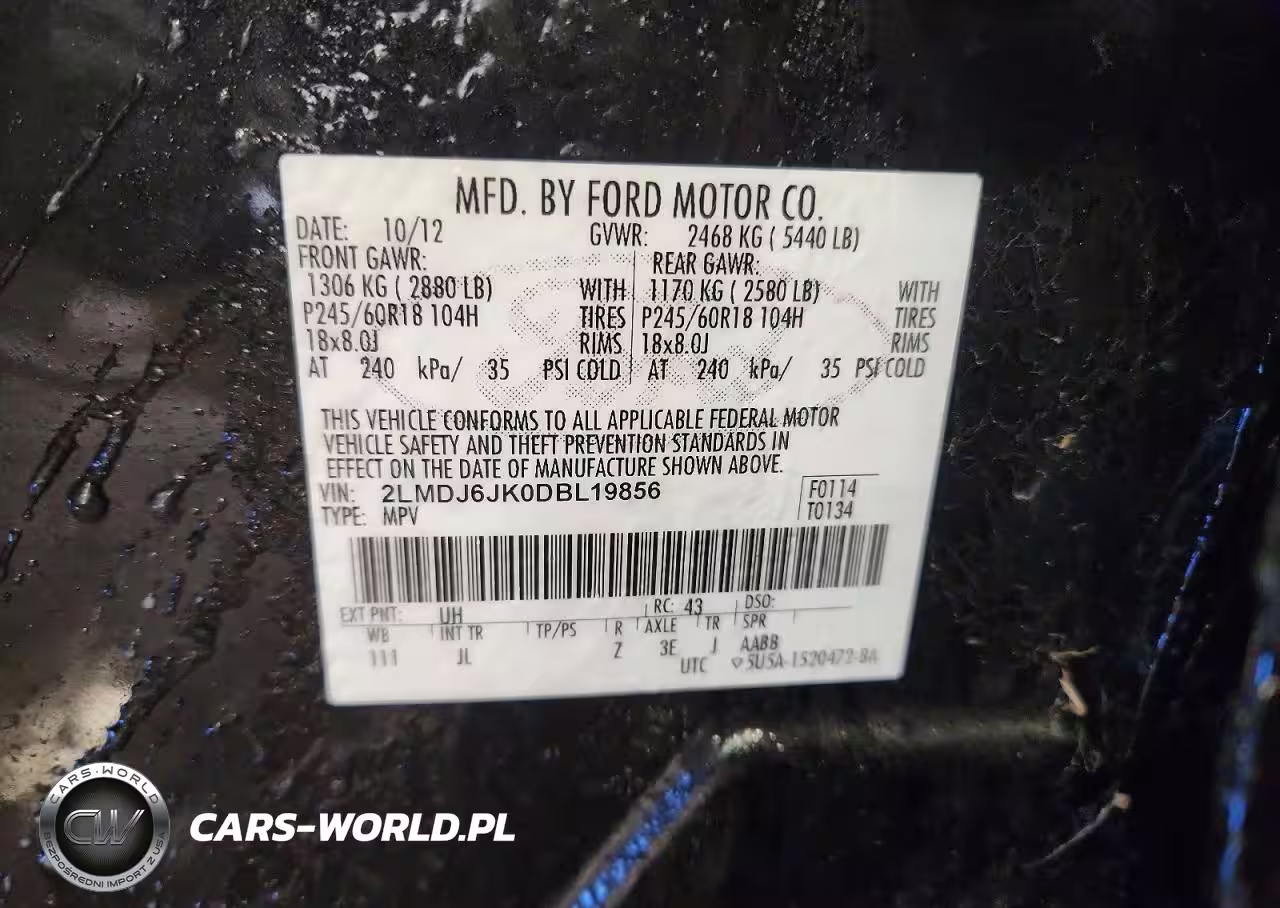 MFD. BY FORD MOTOR CO.
DATE: 10/12 GVWR: 2468 KG ( 5440 LB)
FRONT GAWR: REAR GAWR:
1306 KG ( 2880 LB) WITH 1170 KG ( 2580 LB) WITH
P245/60R18 104H TIRES P245/60R18 104H TIRES
18x8.0J RIMS 18x8.0J RIMS
AT 240 kPa/ 35 PSI COLD AT 240 kPa/ 35 PSI COLD
THIS VEHICLE CONFORMS TO ALL APPLICABLE FEDERAL MOTOR
VEHICLE SAFETY AND THEFT PREVENTION STANDARDS IN
EFFECT ON THE DATE OF MANUFACTURE SHOWN ABOVE.
VIN: 2LMDJ6JK0DBL19856 F0114
TYPE: MPV T0134
EXT PNT: UH RC: 43 DSO:
WB INT TR TP/PS R AXLE TR SPR
111 JL Z 3E J AABB
UTC 5U5A-1520472-BA
CARS-WORLD
CW
BEZPOŚREDNI IMPORT Z USA
CARS-WORLD.PL